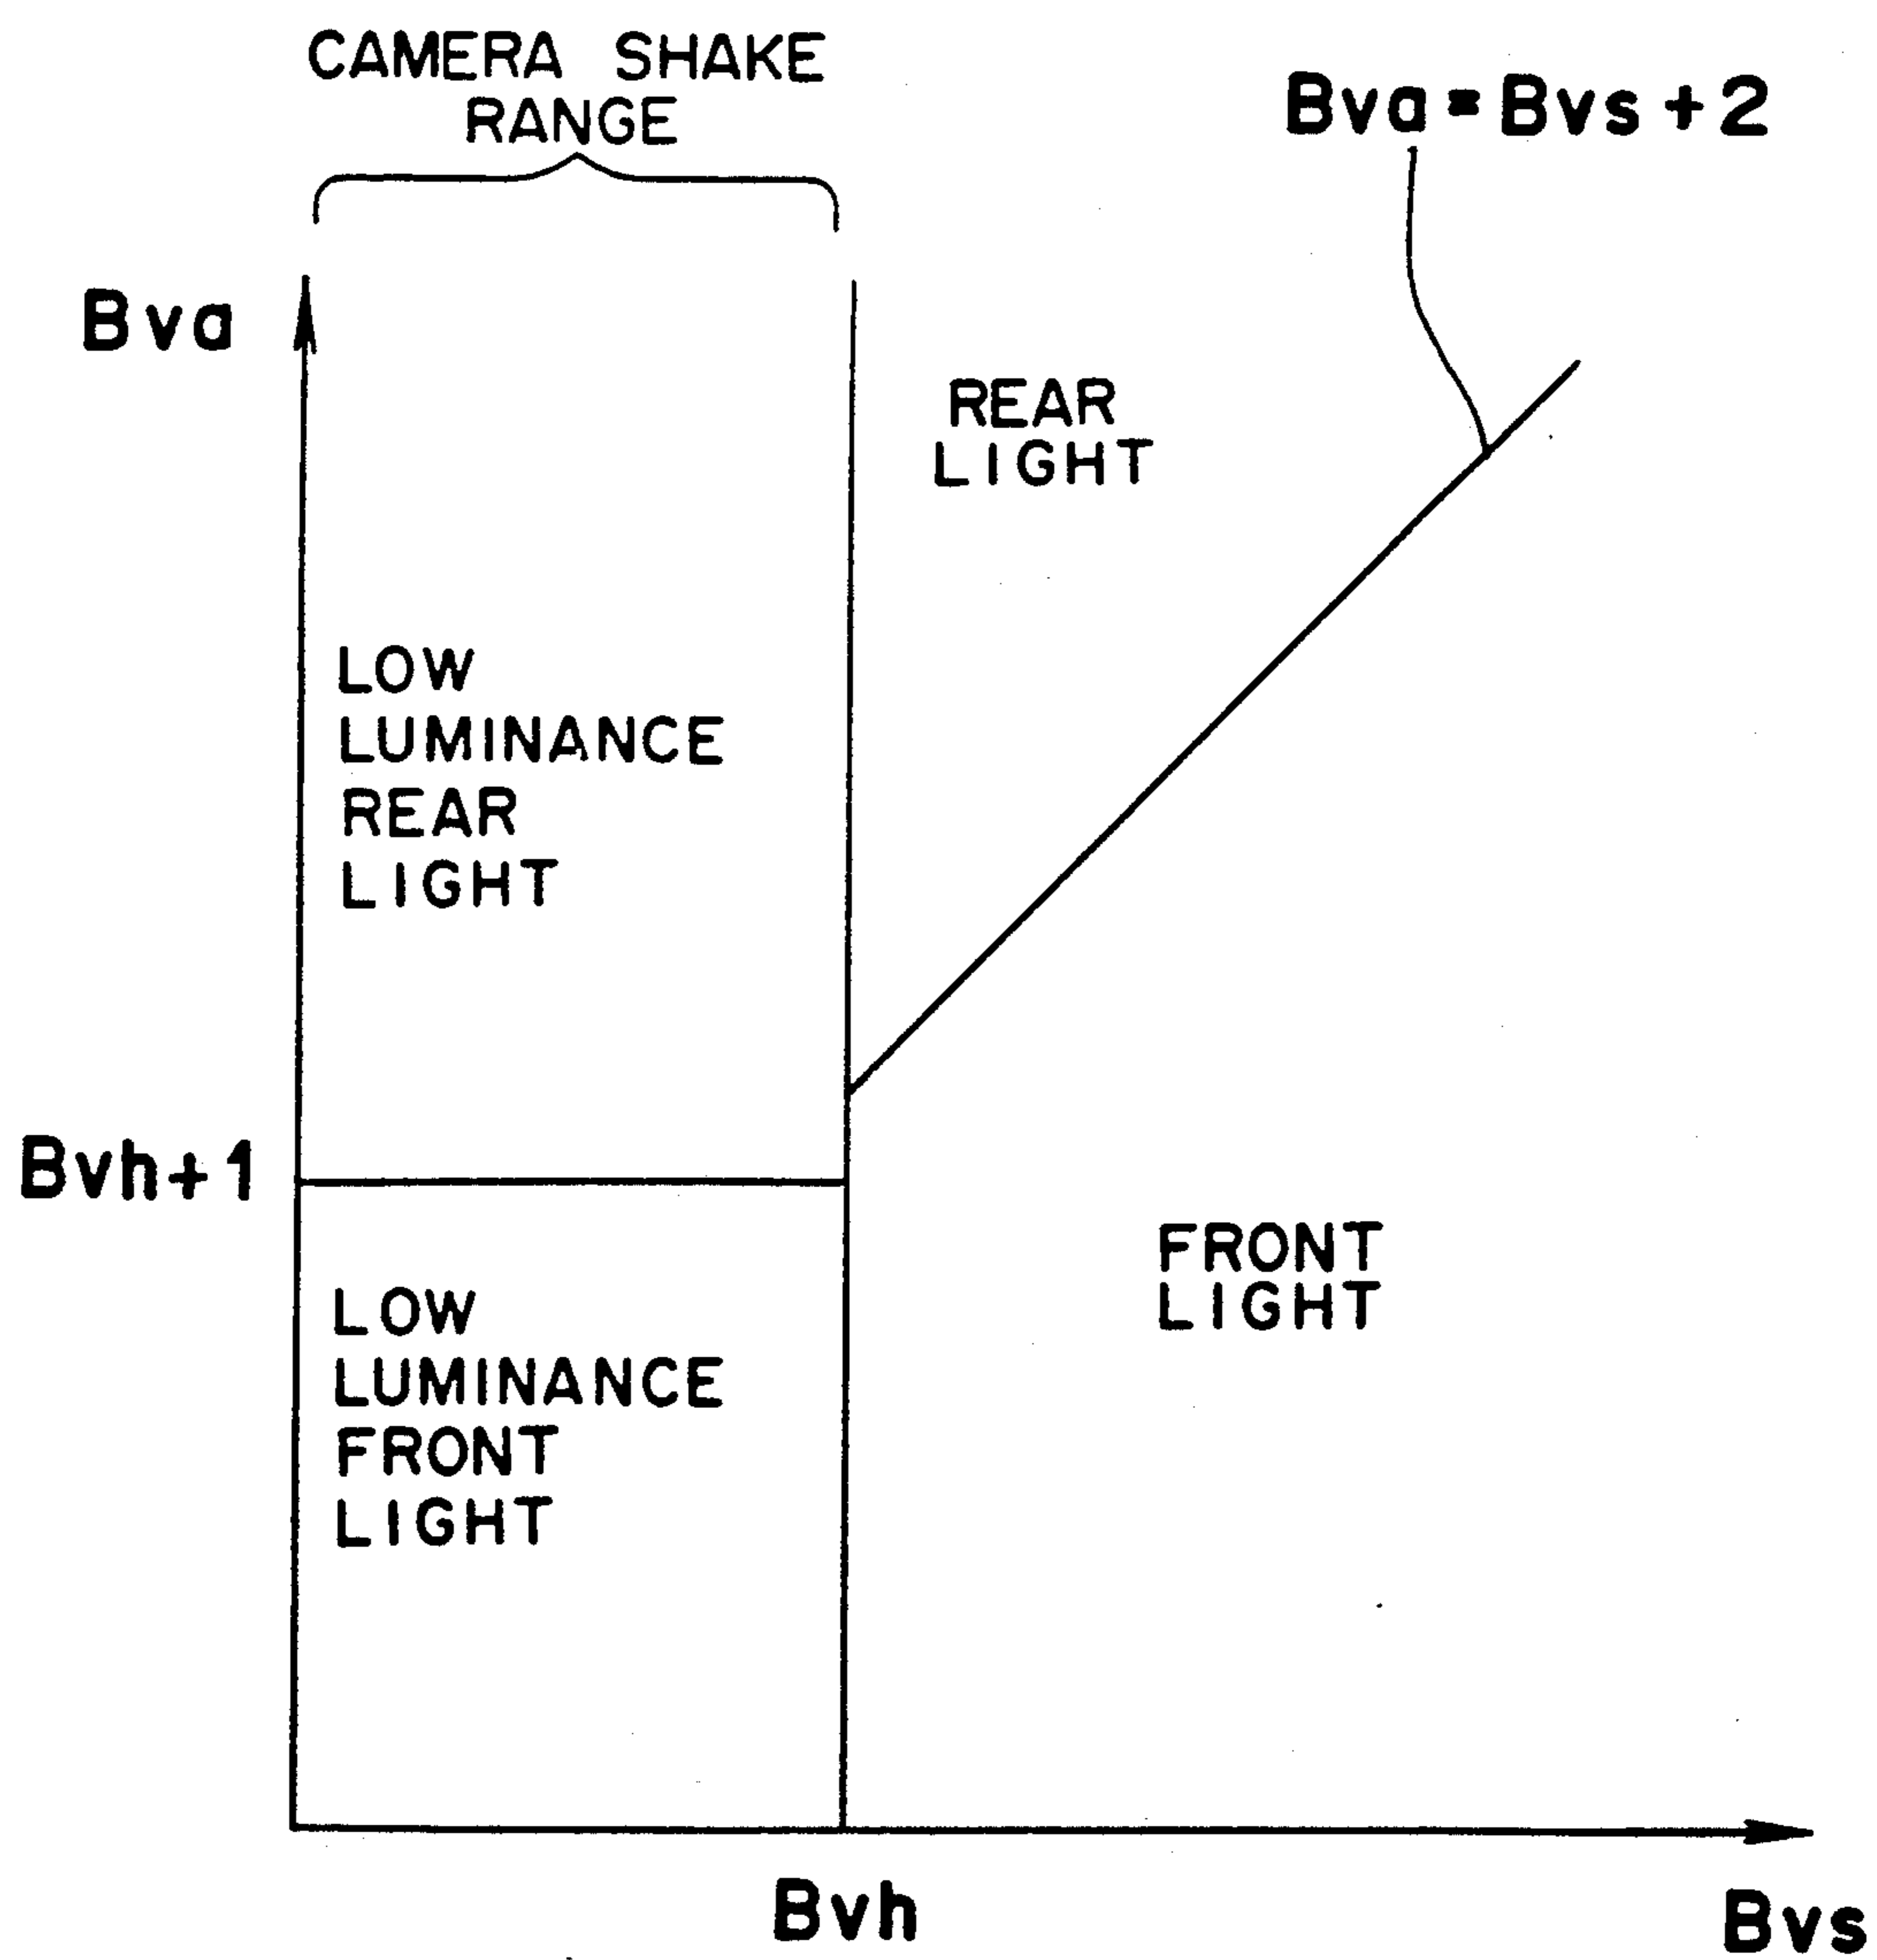 CAMERA SHAKE
RANGE
Bva=Bvs+2
Bva
REAR
LIGHT
LOW
LUMINANCE
REAR
LIGHT
Bvh+1
FRONT
LIGHT
LOW
LUMINANCE
FRONT
LIGHT
Bvh
Bvs